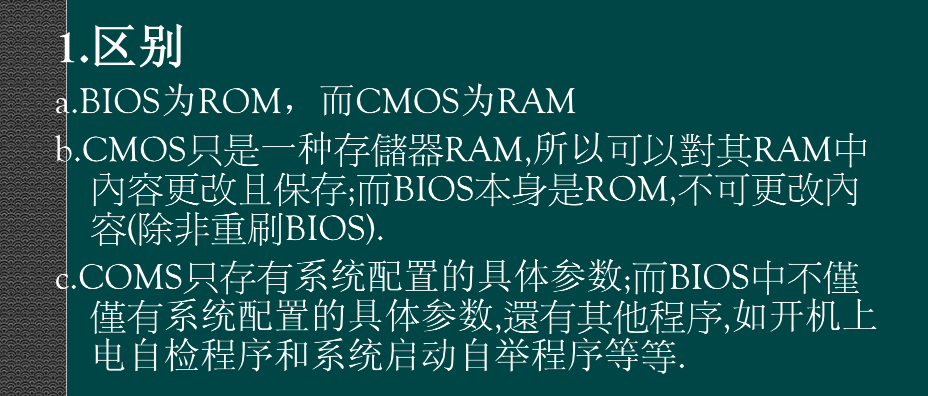 1.区别
a.BIOS为ROM，而CMOS为RAM
b.CMOS只是一种存儲器RAM,所以可以對其RAM中
內容更改且保存;而BIOS本身是ROM,不可更改內
容(除非重刷BIOS).
c.COMS只存有系统配置的具体参数;而BIOS中不僅
僅有系统配置的具体参数,還有其他程序,如开机上
电自检程序和系统启动自举程序等等.